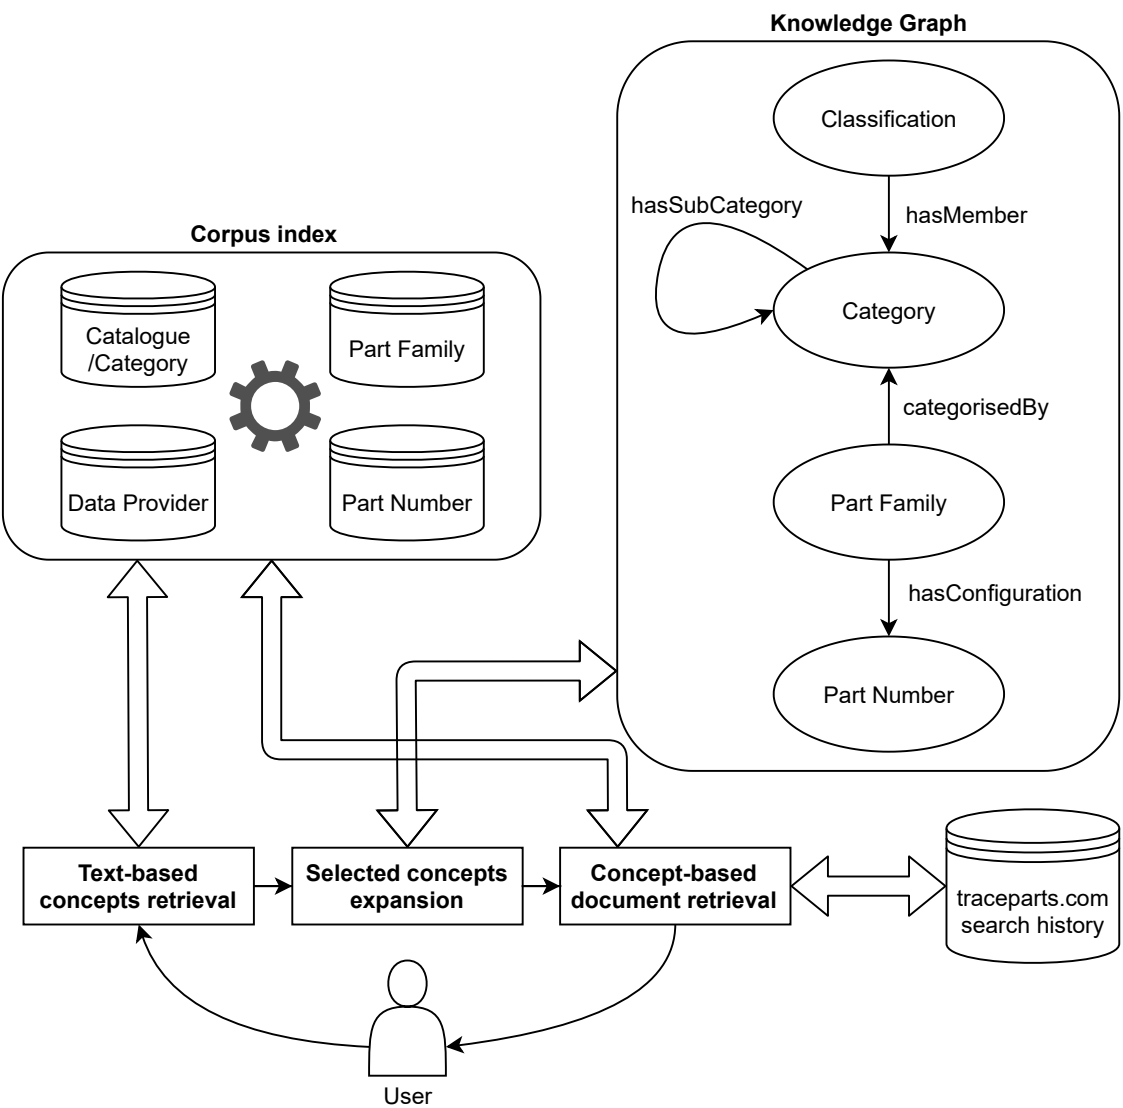 Knowledge Graph
Classification
hasMember
hasSubCategory
Category
categorisedBy
Part Family
hasConfiguration
Part Number
Corpus index
Catalogue
/Category
Part Family
Data Provider
Part Number
Text-based
concepts retrieval
Selected concepts
expansion
Concept-based
document retrieval
traceparts.com
search history
User